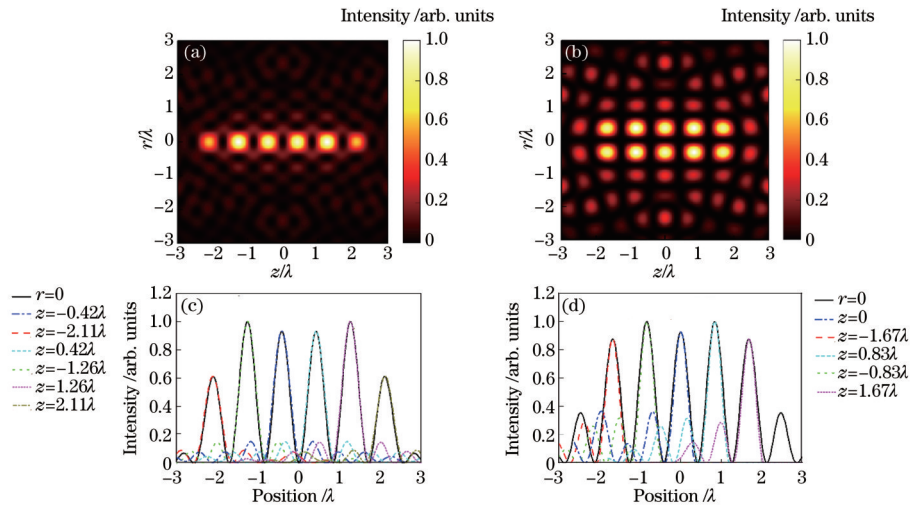 Intensity /arb. units
Intensity /arb. units
3
2
1
0
-1
-2
-3
r/λ
(a)
-3 -2 -1 0 1 2 3
z/λ
1.0
0.8
0.6
0.4
0.2
0
3
2
1
0
-1
-2
-3
r/λ
(b)
-3 -2 -1 0 1 2 3
z/λ
1.0
0.8
0.6
0.4
0.2
0
r=0
z=-0.42λ
z=-2.11λ
z=0.42λ
z=-1.26λ
z=1.26λ
z=2.11λ
Intensity /arb. units
1.2
1.0
0.8
0.6
0.4
0.2
0
(c)
-3 -2 -1 0 1 2 3
Position /λ
Intensity /arb. units
1.2
1.0
0.8
0.6
0.4
0.2
0
(d)
-3 -2 -1 0 1 2 3
Position /λ
r=0
z=0
z=-1.67λ
z=0.83λ
z=-0.83λ
z=1.67λ